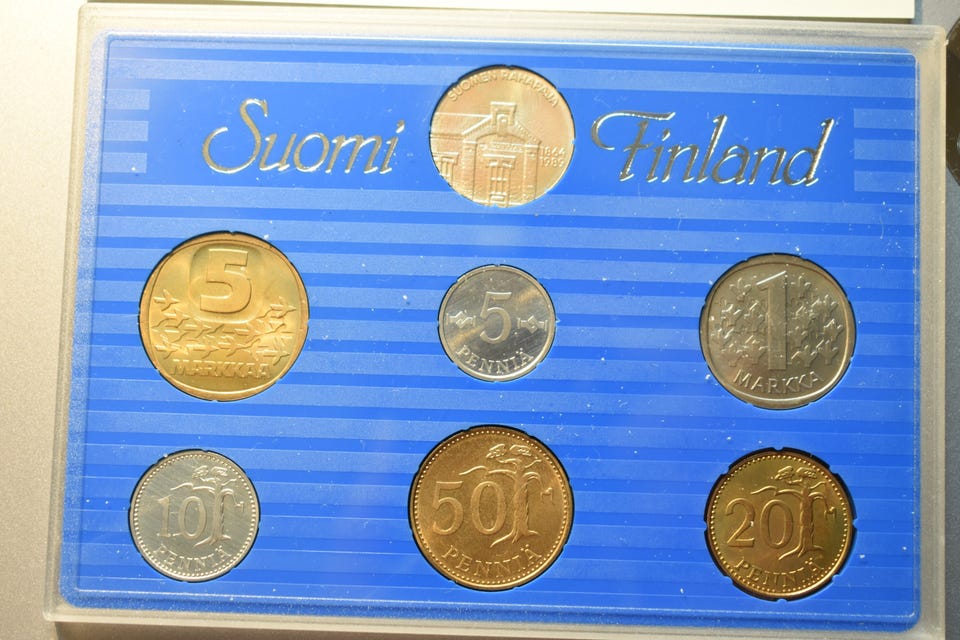 SUOMEN RAHAPAJA
Suomi
Finland
1864
1989
5
MARKKAA
5
PENNIÄ
1
MARKKA
10
PENNIÄ
50
PENNIÄ
20
PENNIÄ